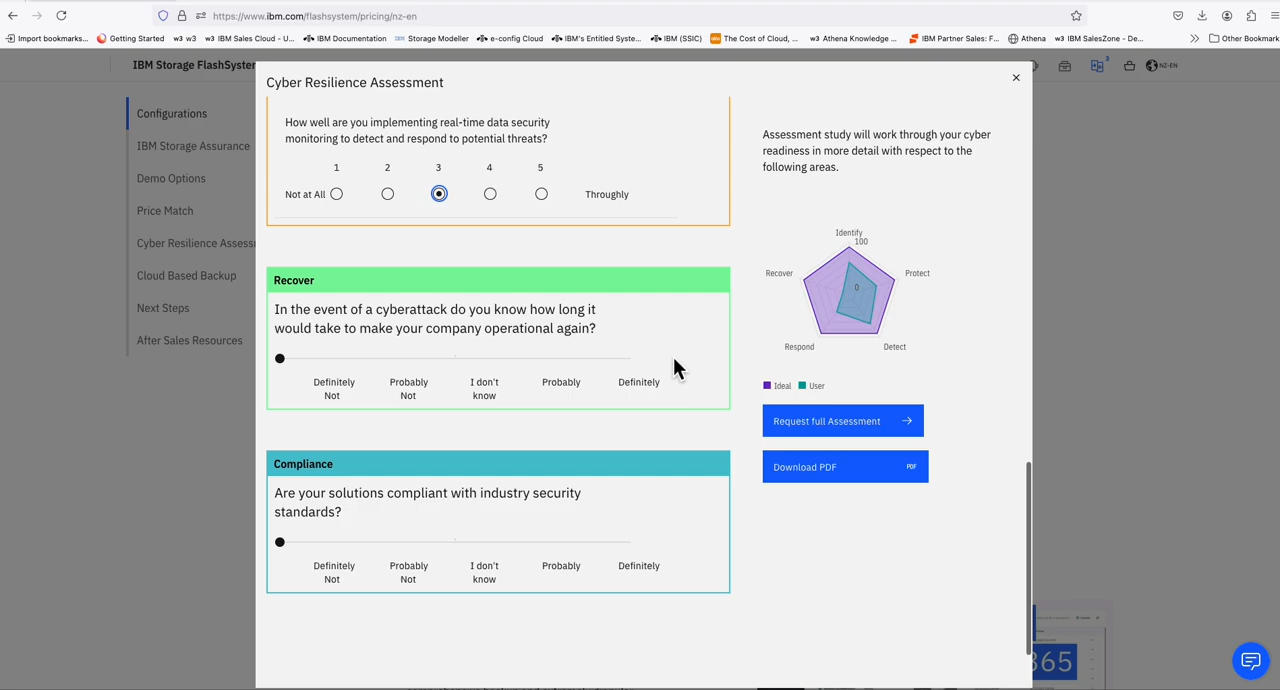 https://www.ibm.com/flashsystem/pricing/nz-en
Import bookmarks...
Getting Started
w3 w3
w3 IBM Sales Cloud - U...
IBM Documentation
IBM Storage Modeller
e-config Cloud
IBM's Entitled Syste...
IBM (SSIC)
The Cost of Cloud, ...
w3 Athena Knowledge ...
IBM Partner Sales: F...
Athena
w3 IBM SalesZone - De...
Other Bookmark
IBM Storage FlashSyster
3
NZ-EN
Configurations
IBM Storage Assurance
Demo Options
Price Match
Cyber Resilience Assess
Cloud Based Backup
Next Steps
After Sales Resources
Cyber Resilience Assessment
How well are you implementing real-time data security
monitoring to detect and respond to potential threats?
1 2 3 4 5
Not at All
Throughly
Recover
In the event of a cyberattack do you know how long it
would take to make your company operational again?
Definitely Probably I don't Probably Definitely
Not Not know
Compliance
Are your solutions compliant with industry security
standards?
Definitely Probably I don't Probably Definitely
Not Not know
Assessment study will work through your cyber
readiness in more detail with respect to the
following areas.
Identify
100
Recover
Protect
0
Respond
Detect
Ideal User
Request full Assessment
Download PDF
PDF
365